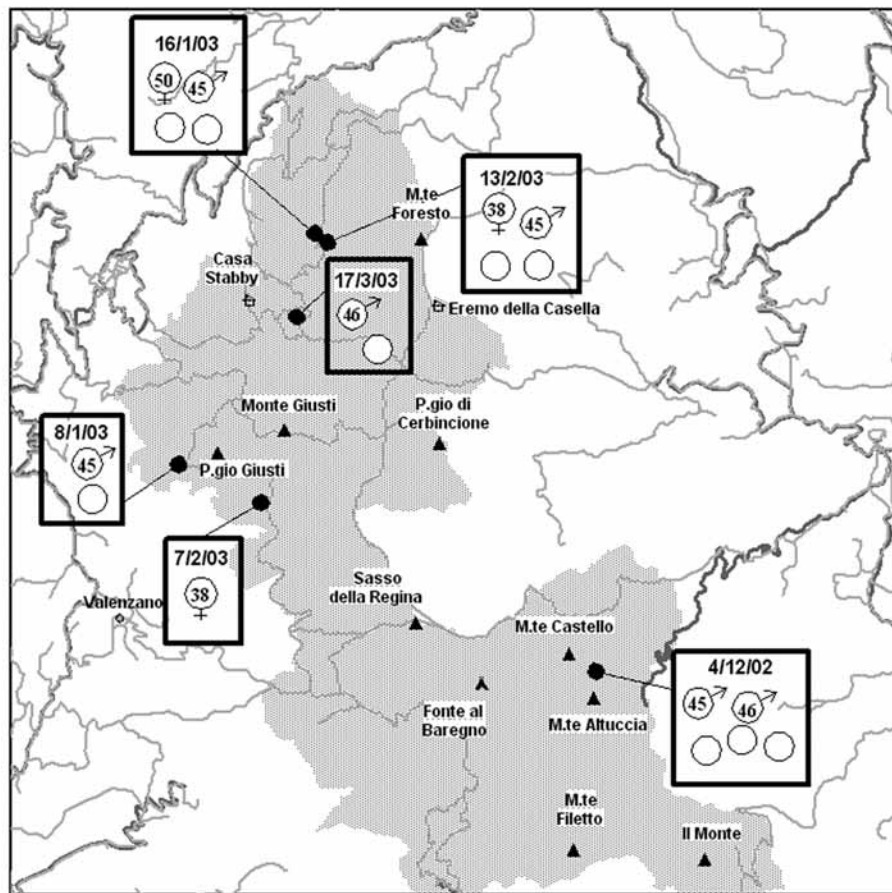 16/1/03
50 45
13/2/03
38 45
M.te
Foresto
Casa
Stabby
17/3/03
46
Eremo della Casella
Monte Giusti
P.gio di
Cerbincione
8/1/03
45
P.gio Giusti
7/2/03
38
Valenzano
Sasso
della Regina
M.te Castello
4/12/02
45 46
Fonte al
Baregno
M.te Altuccia
M.te
Filetto
Il Monte